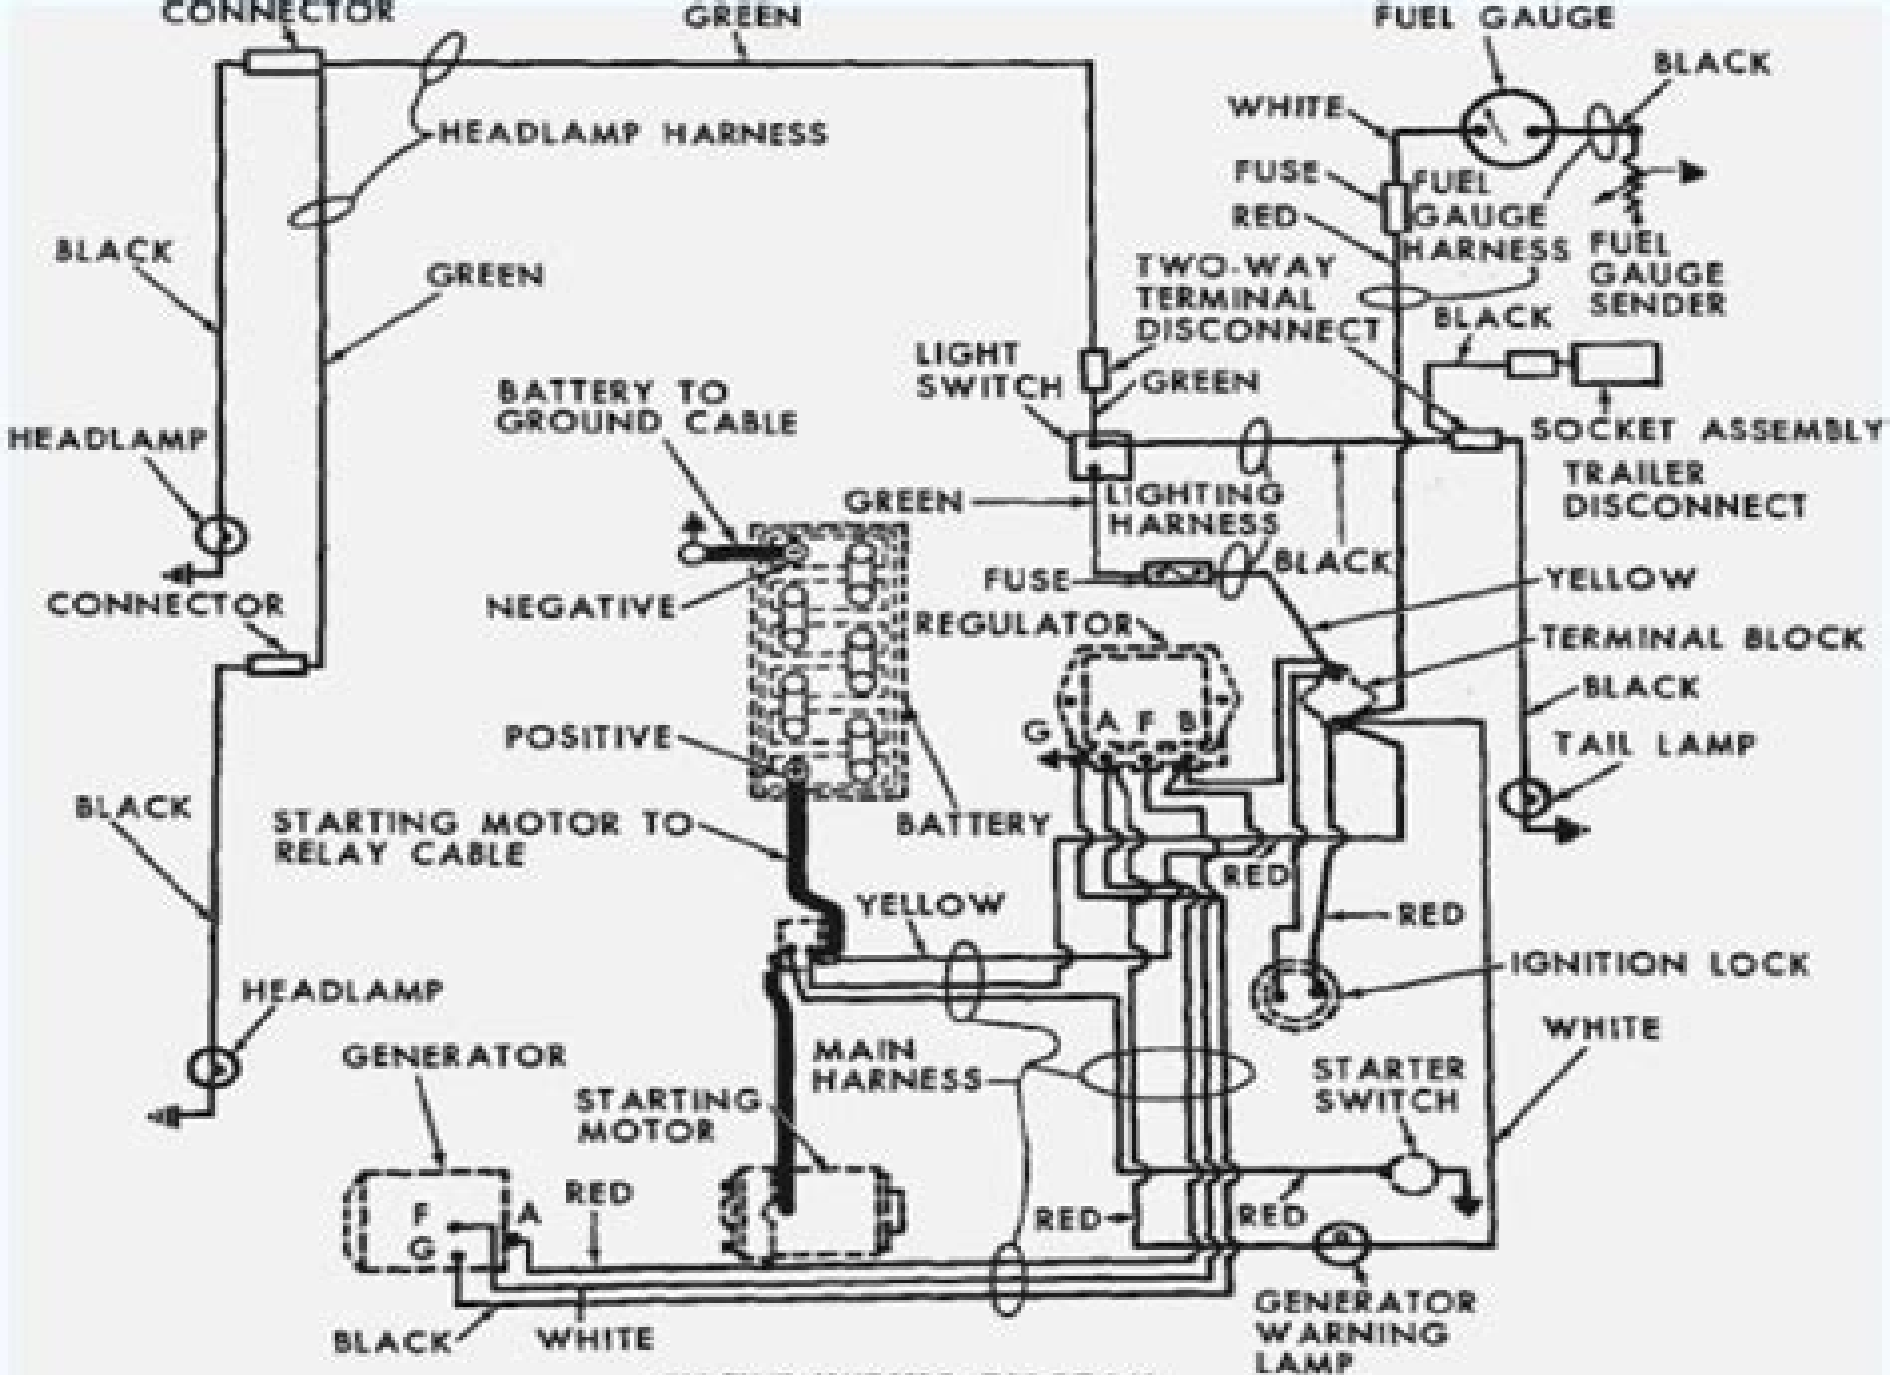 CONNECTOR
GREEN
FUEL GAUGE
BLACK
WHITE
HEADLAMP HARNESS
FUSE
FUEL
GAUGE
HARNESS
RED
FUEL
GAUGE
SENDER
BLACK
GREEN
TWO-WAY
TERMINAL
DISCONNECT
BLACK
LIGHT
SWITCH
GREEN
BATTERY TO
GROUND CABLE
HEADLAMP
SOCKET ASSEMBLY
TRAILER
DISCONNECT
GREEN
LIGHTING
HARNESS
BLACK
FUSE
YELLOW
CONNECTOR
NEGATIVE
REGULATOR
TERMINAL BLOCK
BLACK
POSITIVE
G
A F B
TAIL LAMP
BLACK
STARTING MOTOR TO
RELAY CABLE
BATTERY
RED
YELLOW
RED
IGNITION LOCK
HEADLAMP
WHITE
GENERATOR
MAIN
HARNESS
STARTER
SWITCH
STARTING
MOTOR
RED
F
G
A
RED
RED
GENERATOR
WARNING
LAMP
BLACK
WHITE